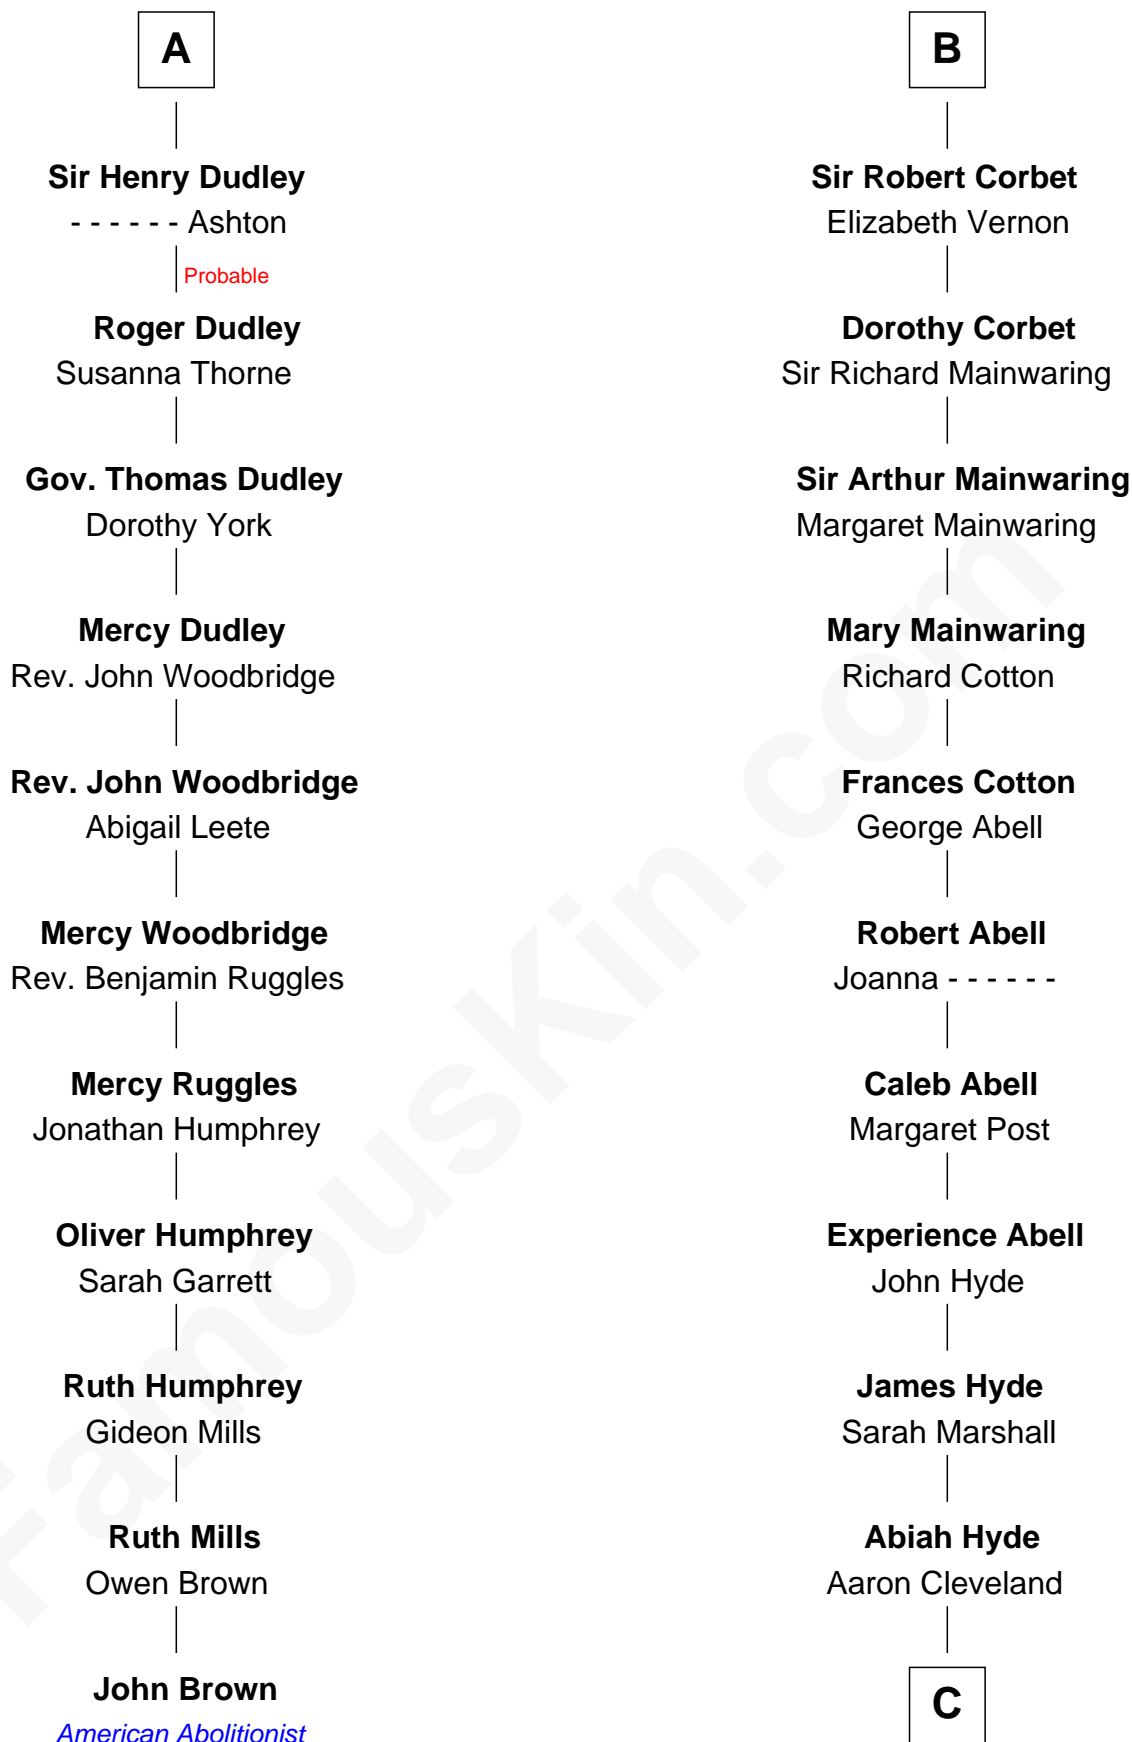 A
Sir Henry Dudley
- - - - - - Ashton
Probable
Roger Dudley
Susanna Thorne
Gov. Thomas Dudley
Dorothy York
Mercy Dudley
Rev. John Woodbridge
Rev. John Woodbridge
Abigail Leete
Mercy Woodbridge
Rev. Benjamin Ruggles
Mercy Ruggles
Jonathan Humphrey
Oliver Humphrey
Sarah Garrett
Ruth Humphrey
Gideon Mills
Ruth Mills
Owen Brown
John Brown
American Abolitionist
B
Sir Robert Corbet
Elizabeth Vernon
Dorothy Corbet
Sir Richard Mainwaring
Sir Arthur Mainwaring
Margaret Mainwaring
Mary Mainwaring
Richard Cotton
Frances Cotton
George Abell
Robert Abell
Joanna - - - - - -
Caleb Abell
Margaret Post
Experience Abell
John Hyde
James Hyde
Sarah Marshall
Abiah Hyde
Aaron Cleveland
C
FamousKin.com